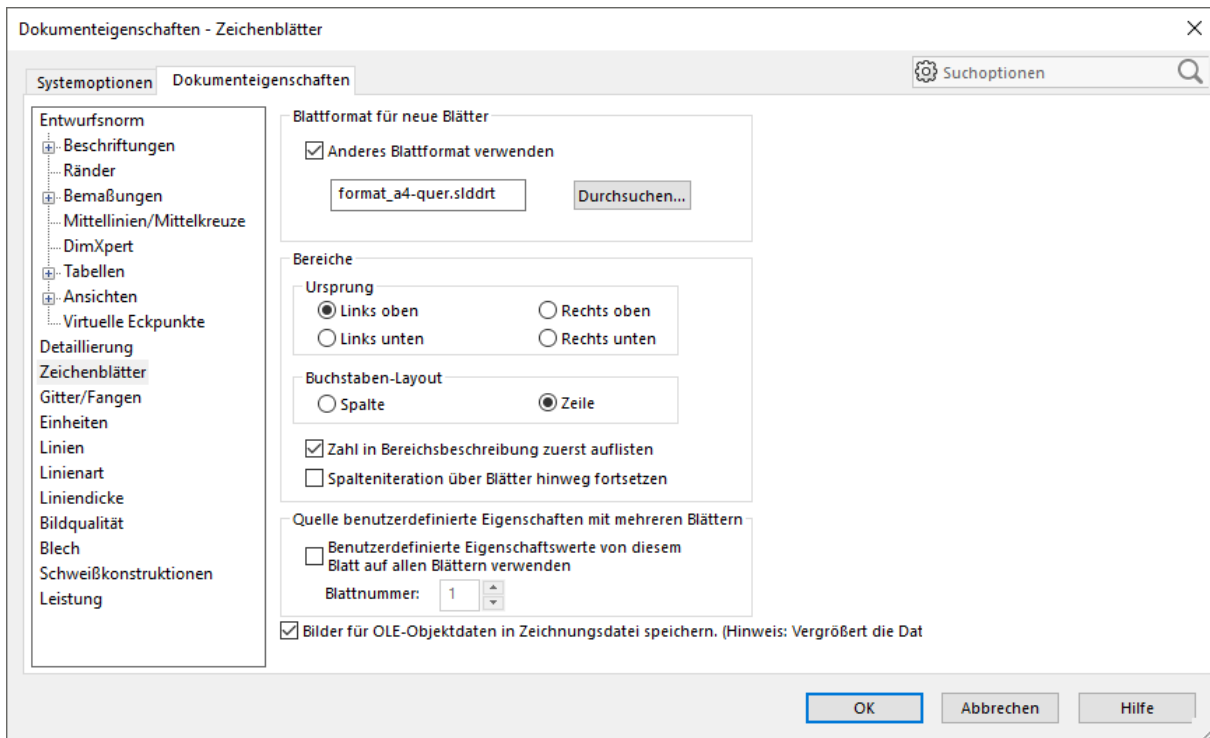 Dokumenteigenschaften - Zeichenblätter
Systemoptionen
Dokumenteigenschaften
Suchoptionen
Entwurfsnorm
Beschriftungen
Ränder
Bemaßungen
Mittellinien/Mittelkreuze
DimXpert
Tabellen
Ansichten
Virtuelle Eckpunkte
Detaillierung
Zeichenblätter
Gitter/Fangen
Einheiten
Linien
Linienart
Liniendicke
Bildqualität
Blech
Schweißkonstruktionen
Leistung
Blattformat für neue Blätter
Anderes Blattformat verwenden
format_a4-quer.slddrt
Durchsuchen...
Bereiche
Ursprung
Links oben
Rechts oben
Links unten
Rechts unten
Buchstaben-Layout
Spalte
Zeile
Zahl in Bereichsbeschreibung zuerst auflisten
Spalteniteration über Blätter hinweg fortsetzen
Quelle benutzerdefinierte Eigenschaften mit mehreren Blättern
Benutzerdefinierte Eigenschaftswerte von diesem
Blatt auf allen Blättern verwenden
Blattnummer:
1
Bilder für OLE-Objektdaten in Zeichnungsdatei speichern. (Hinweis: Vergrößert die Dat
OK
Abbrechen
Hilfe